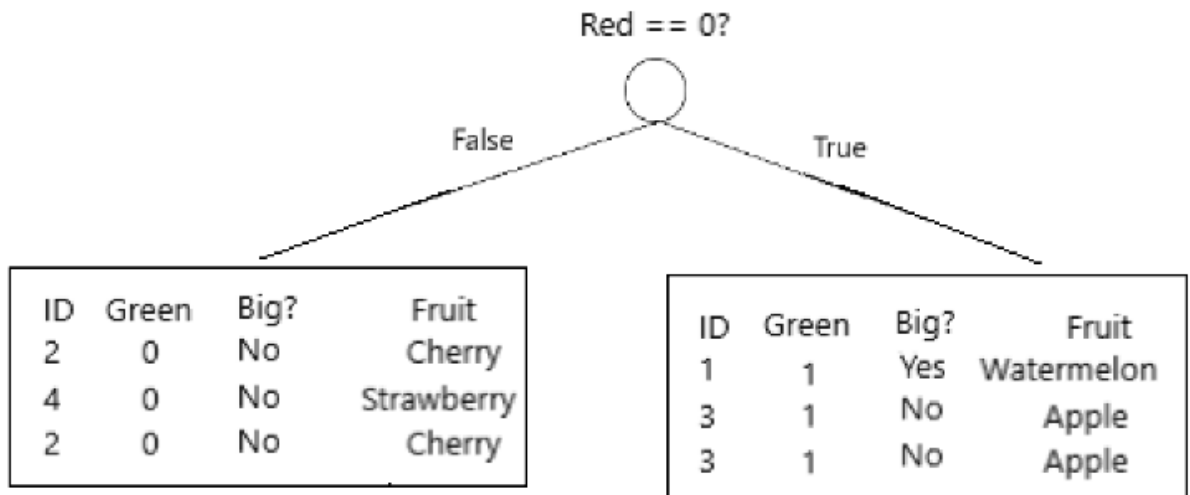 Red == 0?
False
True
ID Green Big? Fruit
2 0 No Cherry
4 0 No Strawberry
2 0 No Cherry
ID Green Big? Fruit
1 1 Yes Watermelon
3 1 No Apple
3 1 No Apple